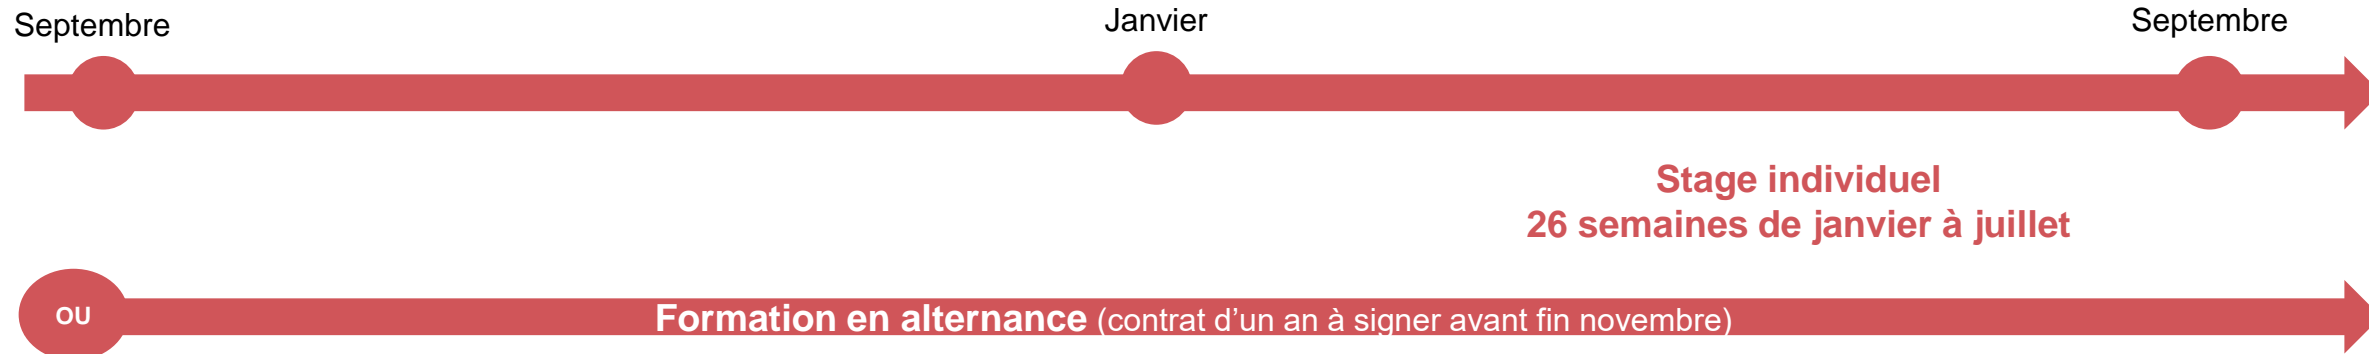 Septembre
Janvier
Septembre
Stage individuel
26 semaines de janvier à juillet
OU
Formation en alternance (contrat d’un an à signer avant fin novembre)